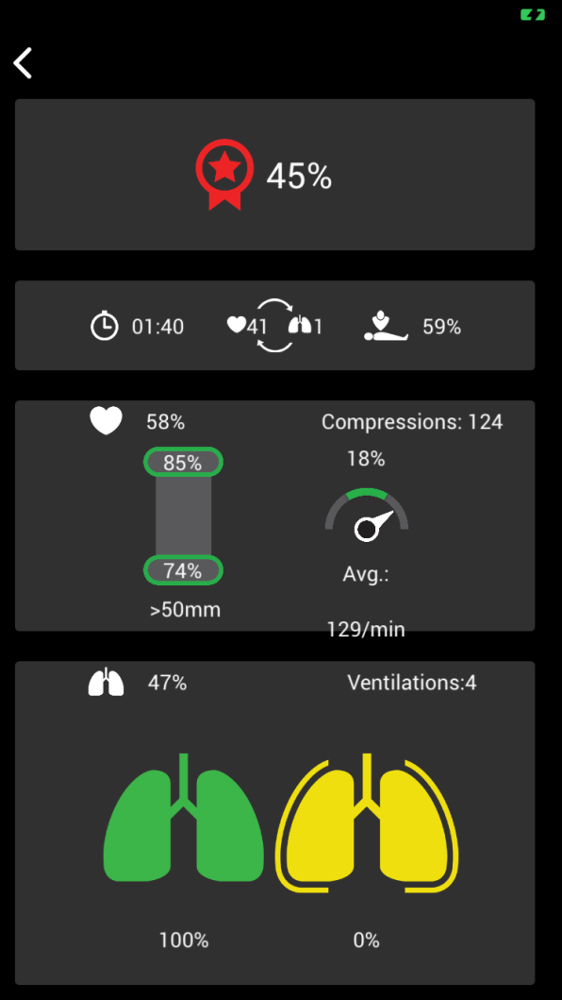 45%
01:40 41 1 59%
58% Compressions: 124
85% 18%
74% Avg.:
>50mm 129/min
47% Ventilations:4
100% 0%